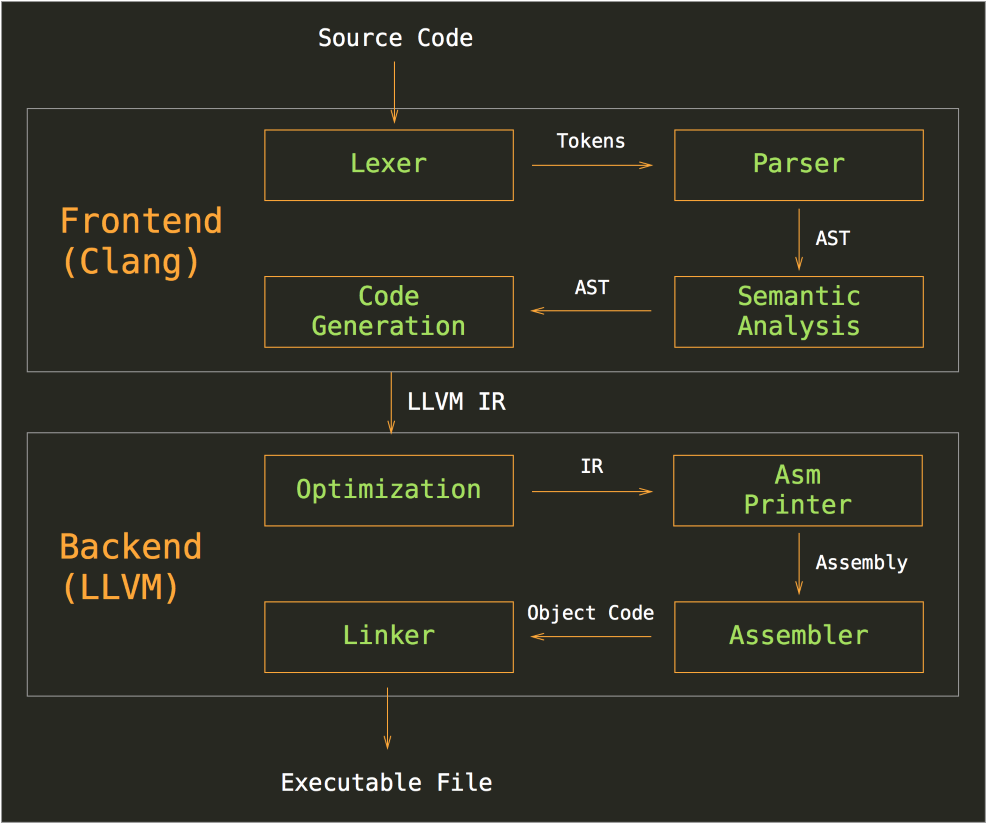 Source Code
Lexer
Tokens
Parser
Frontend
(Clang)
AST
Code
Generation
AST
Semantic
Analysis
LLVM IR
Optimization
IR
Asm
Printer
Backend
(LLVM)
Assembly
Linker
Object Code
Assembler
Executable File